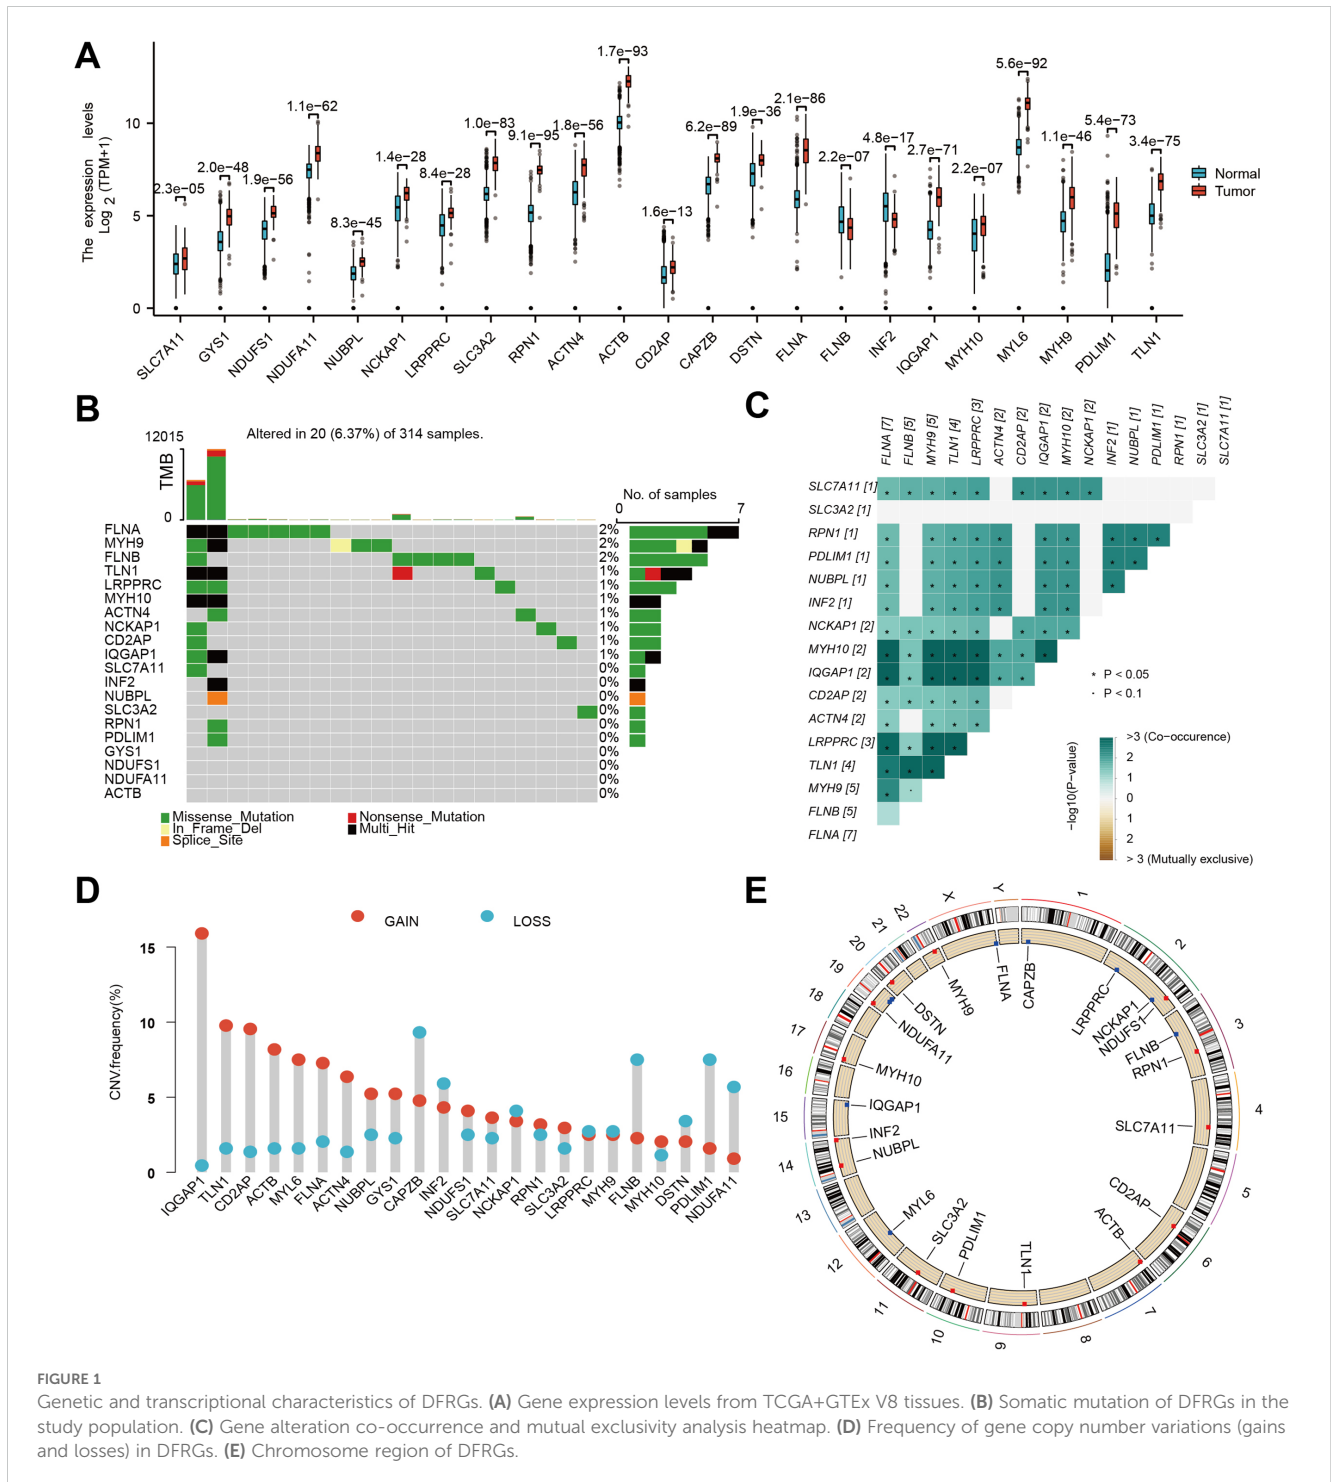 A
The expression levels
Log 2 (TPM+1)
10
5
0
2.3e−05
2.0e−48
1.9e−56
1.1e−62
8.3e−45
1.4e−28
8.4e−28
1.0e−83
9.1e−95
1.8e−56
1.7e−93
1.6e−13
6.2e−89
1.9e−36
2.1e−86
2.2e−07
4.8e−17
2.7e−71
2.2e−07
5.6e−92
1.1e−46
5.4e−73
3.4e−75
Normal
Tumor
SLC7A11
GYS1
NDUFS1
NDUFA11
NUBPL
NCKAP1
LRPPRC
SLC3A2
RPN1
ACTN4
ACTB
CD2AP
CAPZB
DSTN
FLNA
FLNB
INF2
IQGAP1
MYH10
MYL6
MYH9
PDLIM1
TLN1
B
Altered in 20 (6.37%) of 314 samples.
12015
TMB
0
No. of samples
0 7
FLNA 2%
MYH9 2%
FLNB 2%
TLN1 1%
LRPPRC 1%
MYH10 1%
ACTN4 1%
NCKAP1 1%
CD2AP 1%
IQGAP1 1%
SLC7A11 0%
INF2 0%
NUBPL 0%
SLC3A2 0%
RPN1 0%
PDLIM1 0%
GYS1 0%
NDUFS1 0%
NDUFA11 0%
ACTB 0%
Missense_Mutation
In_Frame_Del
Splice_Site
Nonsense_Mutation
Multi_Hit
C
FLNA [7]
FLNB [5]
MYH9 [5]
TLN1 [4]
LRPPRC [3]
ACTN4 [2]
CD2AP [2]
IQGAP1 [2]
MYH10 [2]
NCKAP1 [2]
INF2 [1]
NUBPL [1]
PDLIM1 [1]
RPN1 [1]
SLC3A2 [1]
SLC7A11 [1]
SLC7A11 [1]
SLC3A2 [1]
RPN1 [1]
PDLIM1 [1]
NUBPL [1]
INF2 [1]
NCKAP1 [2]
MYH10 [2]
IQGAP1 [2]
CD2AP [2]
ACTN4 [2]
LRPPRC [3]
TLN1 [4]
MYH9 [5]
FLNB [5]
FLNA [7]
* P < 0.05
· P < 0.1
−log10(P−value)
>3 (Co−occurence)
2
1
0
1
2
> 3 (Mutually exclusive)
D
GAIN
LOSS
CNV.frequency(%)
15
10
5
0
IQGAP1
TLN1
CD2AP
ACTB
MYL6
FLNA
ACTN4
NUBPL
GYS1
CAPZB
INF2
NDUFS1
SLC7A11
NCKAP1
RPN1
SLC3A2
LRPPRC
MYH9
FLNB
MYH10
DSTN
PDLIM1
NDUFA11
E
1
2
3
4
5
6
7
8
9
10
11
12
13
14
15
16
17
18
19
20
21
22
X
Y
CAPZB
LRPPRC
NCKAP1
NDUFS1
FLNB
RPN1
SLC7A11
CD2AP
ACTB
TLN1
PDLIM1
SLC3A2
MYL6
NUBPL
INF2
IQGAP1
MYH10
NDUFA11
DSTN
MYH9
FLNA
FIGURE 1
Genetic and transcriptional characteristics of DFRGs. (A) Gene expression levels from TCGA+GTEx V8 tissues. (B) Somatic mutation of DFRGs in the
study population. (C) Gene alteration co-occurrence and mutual exclusivity analysis heatmap. (D) Frequency of gene copy number variations (gains
and losses) in DFRGs. (E) Chromosome region of DFRGs.